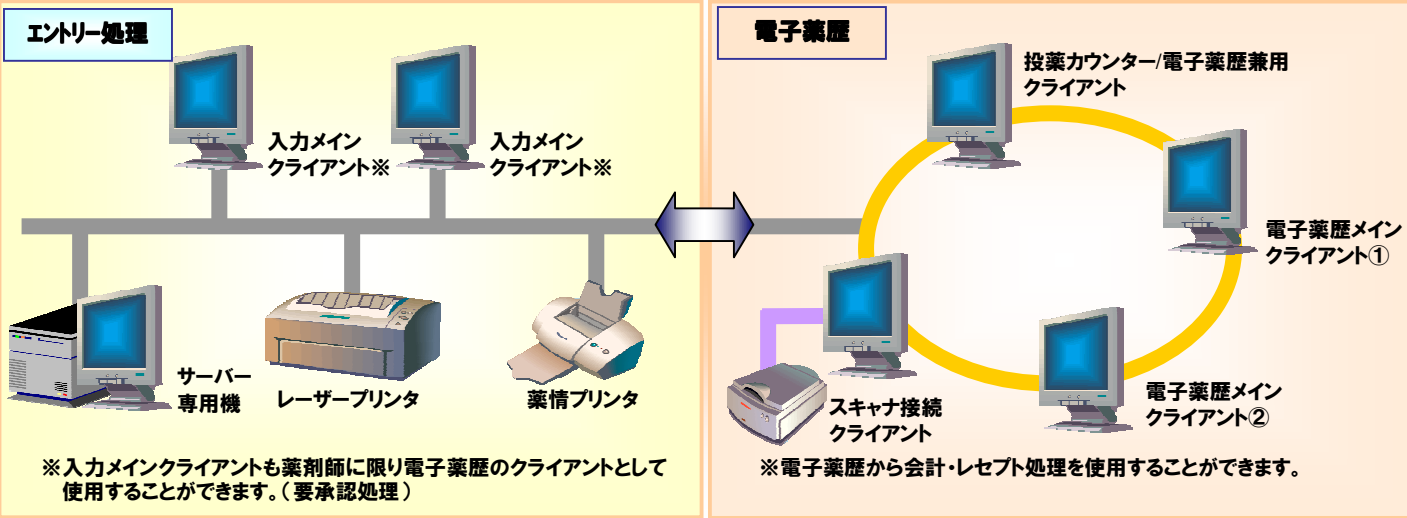 エントリー処理
入力メイン
クライアント※
入力メイン
クライアント※
サーバー
専用機
レーザープリンタ
薬情プリンタ
※入力メインクライアントも薬剤師に限り電子薬歴のクライアントとして
使用することができます。（要承認処理）
電子薬歴
投薬カウンター/電子薬歴兼用
クライアント
電子薬歴メイン
クライアント①
電子薬歴メイン
クライアント②
スキャナ接続
クライアント
※電子薬歴から会計・レセプト処理を使用することができます。